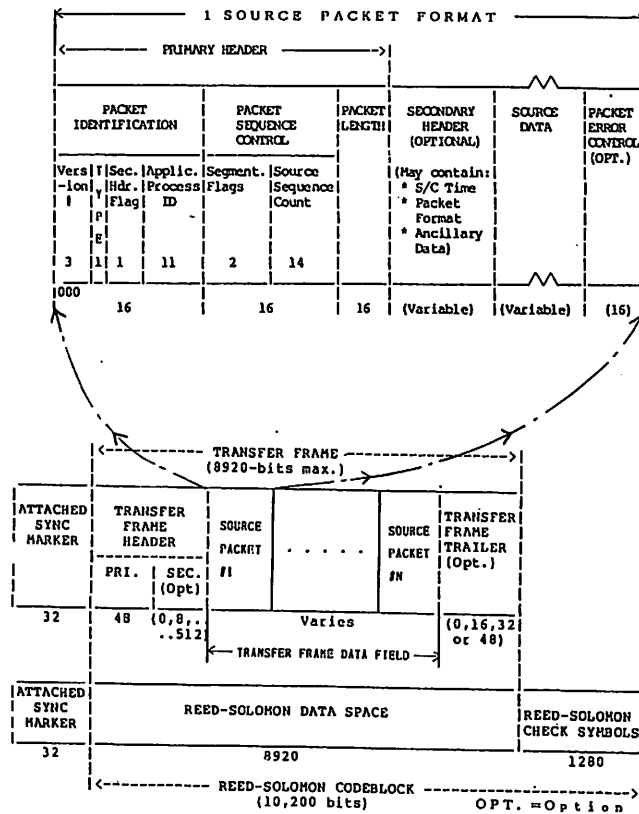 1 SOURCE PACKET FORMAT
PRIMARY HEADER
PACKET IDENTIFICATION
PACKET SEQUENCE CONTROL
PACKET LENGTH
SECONDARY HEADER (OPTIONAL)
SOURCE DATA
PACKET ERROR CONTROL (OPT.)
Vers-ion #
TYPE
Sec. Hdr. Flag
Applic. Process ID
Segment. Flags
Source Sequence Count
(May contain:
* S/C Time
* Packet Format
* Ancillary Data)
3 1 1 11 2 14
000
16 16 16 (Variable) (Variable) (16)
TRANSFER FRAME
(8920-bits max.)
ATTACHED SYNC MARKER
TRANSFER FRAME HEADER
PRI. SEC. (Opt)
SOURCE PACKET #1
. . . . .
SOURCE PACKET #N
TRANSFER FRAME TRAILER (Opt.)
32 48 (0,8,. ..512) Varies (0,16,32 or 48)
TRANSFER FRAME DATA FIELD
ATTACHED SYNC MARKER
REED-SOLOMON DATA SPACE
REED-SOLOMON CHECK SYMBOLS
32 8920 1280
REED-SOLOMON CODEBLOCK
(10,200 bits)
OPT. =Option